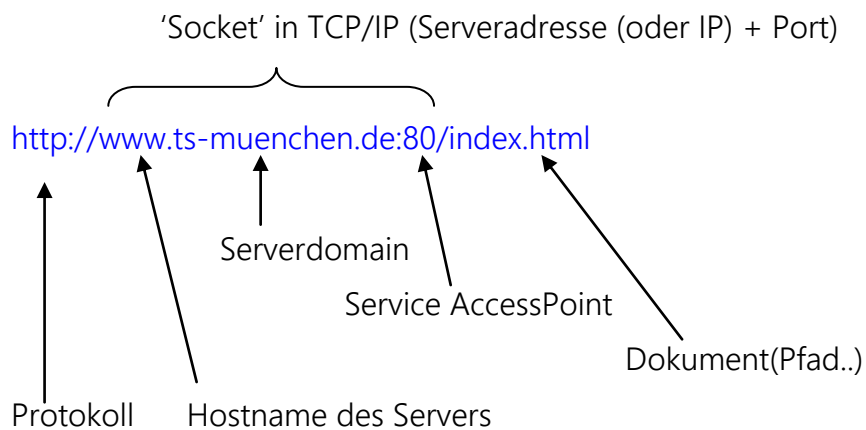 ‘Socket’ in TCP/IP (Serveradresse (oder IP) + Port)
http://www.ts-muenchen.de:80/index.html
Serverdomain
Service AccessPoint
Dokument(Pfad..)
Protokoll Hostname des Servers